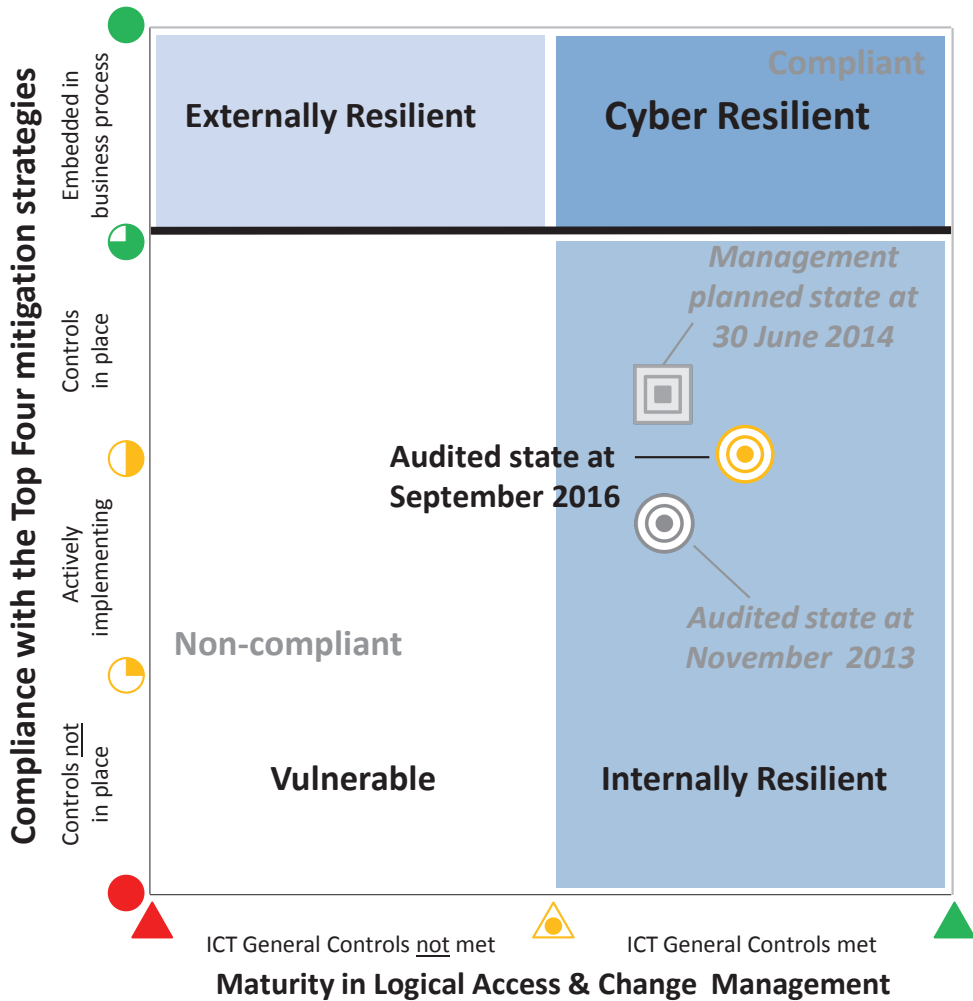 Compliance with the Top Four mitigation strategies
Embedded in
business process
Controls
in place
Actively
implementing
Controls not
in place
Compliant
Externally Resilient
Cyber Resilient
Management
planned state at
30 June 2014
Audited state at
September 2016
Audited state at
November 2013
Non-compliant
Vulnerable
Internally Resilient
ICT General Controls not met
ICT General Controls met
Maturity in Logical Access & Change Management